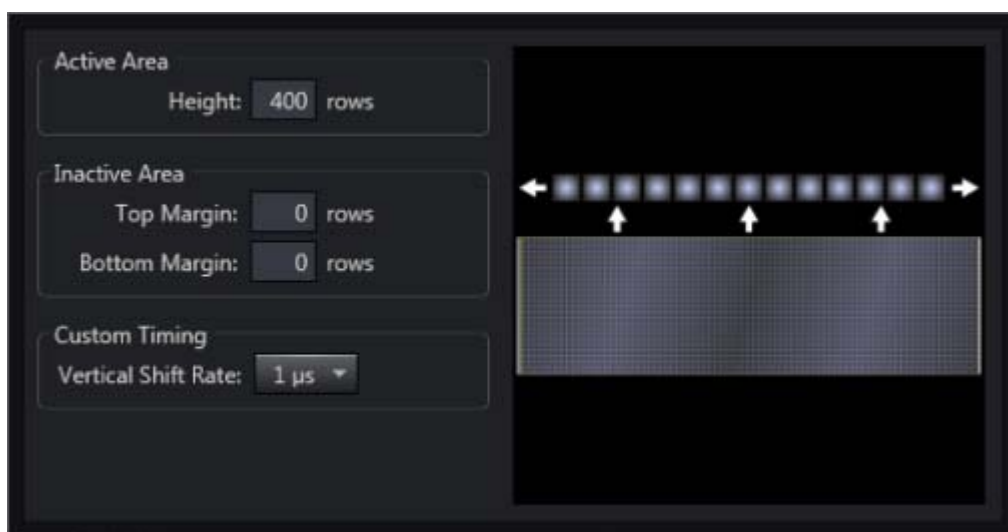 Active Area
Height: 400 rows
Inactive Area
Top Margin: 0 rows
Bottom Margin: 0 rows
Custom Timing
Vertical Shift Rate: 1 µs